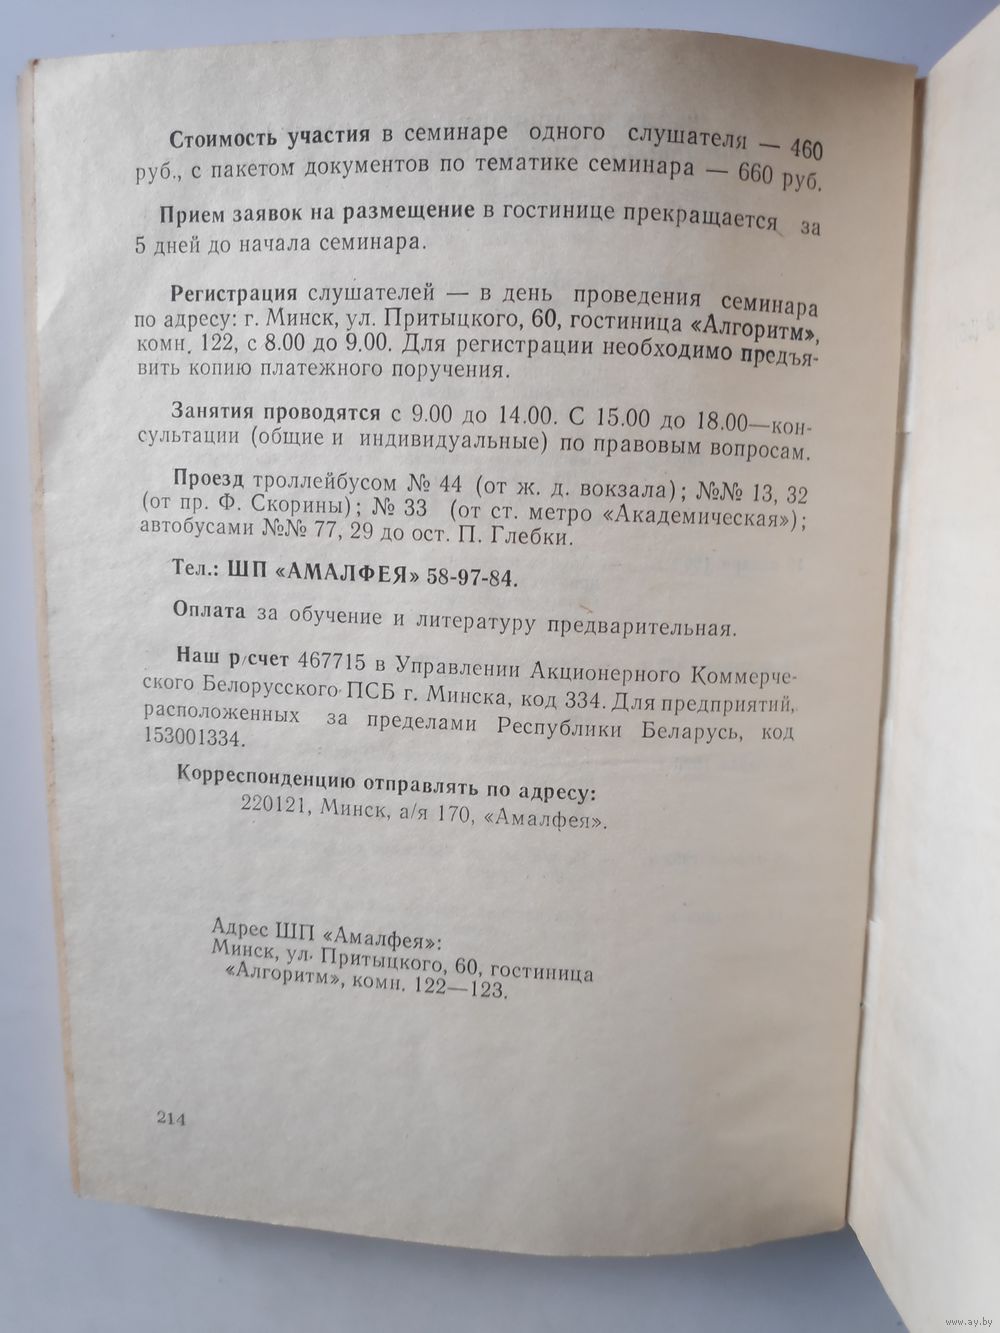 Стоимость участия в семинаре одного слушателя — 460
руб., с пакетом документов по тематике семинара — 660 руб.
Прием заявок на размещение в гостинице прекращается за
5 дней до начала семинара.
Регистрация слушателей — в день проведения семинара
по адресу: г. Минск, ул. Притыцкого, 60, гостиница «Алгоритм»,
комн. 122, с 8.00 до 9.00. Для регистрации необходимо предъя-
вить копию платежного поручения.
Занятия проводятся с 9.00 до 14.00. С 15.00 до 18.00—кон-
сультации (общие и индивидуальные) по правовым вопросам.
Проезд троллейбусом № 44 (от ж. д. вокзала); №№ 13, 32
(от пр. Ф. Скорины); № 33 (от ст. метро «Академическая»);
автобусами №№ 77, 29 до ост. П. Глебки.
Тел.: ШП «АМАЛФЕЯ» 58-97-84.
Оплата за обучение и литературу предварительная.
Наш р/счет 467715 в Управлении Акционерного Коммерче-
ского Белорусского ПСБ г. Минска, код 334. Для предприятий,
расположенных за пределами Республики Беларусь, код
153001334.
Корреспонденцию отправлять по адресу:
220121, Минск, а/я 170, «Амалфея».
Адрес ШП «Амалфея»:
Минск, ул. Притыцкого, 60, гостиница
«Алгоритм», комн. 122—123.
214
www.ay.by